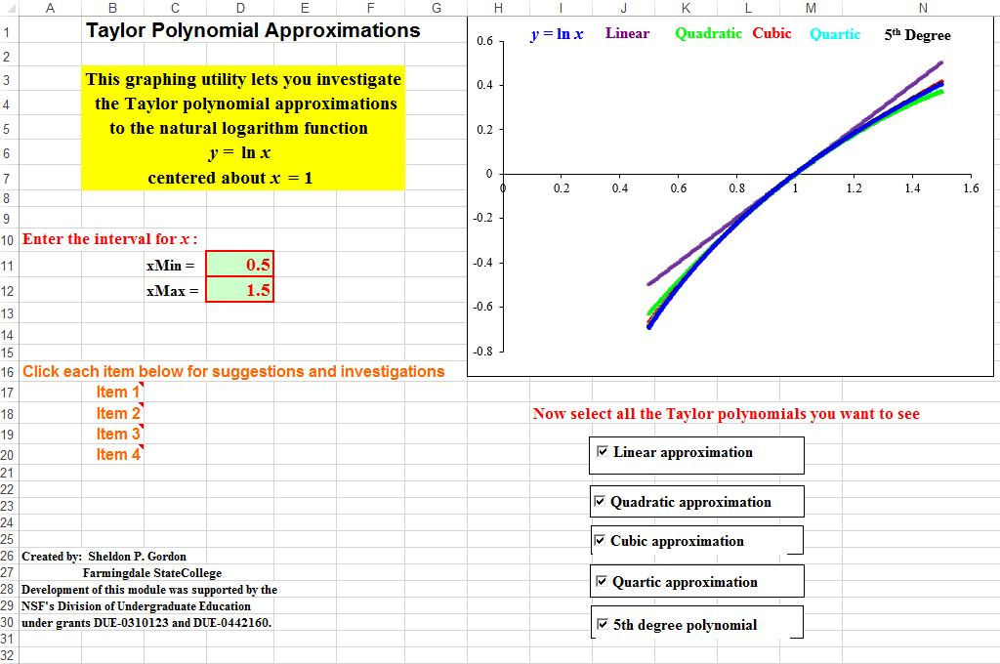 A B C D E F G H I J K L M N
1 Taylor Polynomial Approximations
y = ln x Linear Quadratic Cubic Quartic 5th Degree
2
3 This graphing utility lets you investigate
4 the Taylor polynomial approximations
5 to the natural logarithm function
6 y = ln x
7 centered about x = 1
8
9
10 Enter the interval for x :
11 xMin = 0.5
12 xMax = 1.5
13
14
15
16 Click each item below for suggestions and investigations
17 Item 1
18 Item 2
19 Item 3
20 Item 4
21
22
23
24
25
26 Created by: Sheldon P. Gordon
27 Farmingdale StateCollege
28 Development of this module was supported by the
29 NSF's Division of Undergraduate Education
30 under grants DUE-0310123 and DUE-0442160.
31
32
0.6
0.4
0.2
0
-0.2
-0.4
-0.6
-0.8
0 0.2 0.4 0.6 0.8 1 1.2 1.4 1.6
Now select all the Taylor polynomials you want to see
Linear approximation
Quadratic approximation
Cubic approximation
Quartic approximation
5th degree polynomial